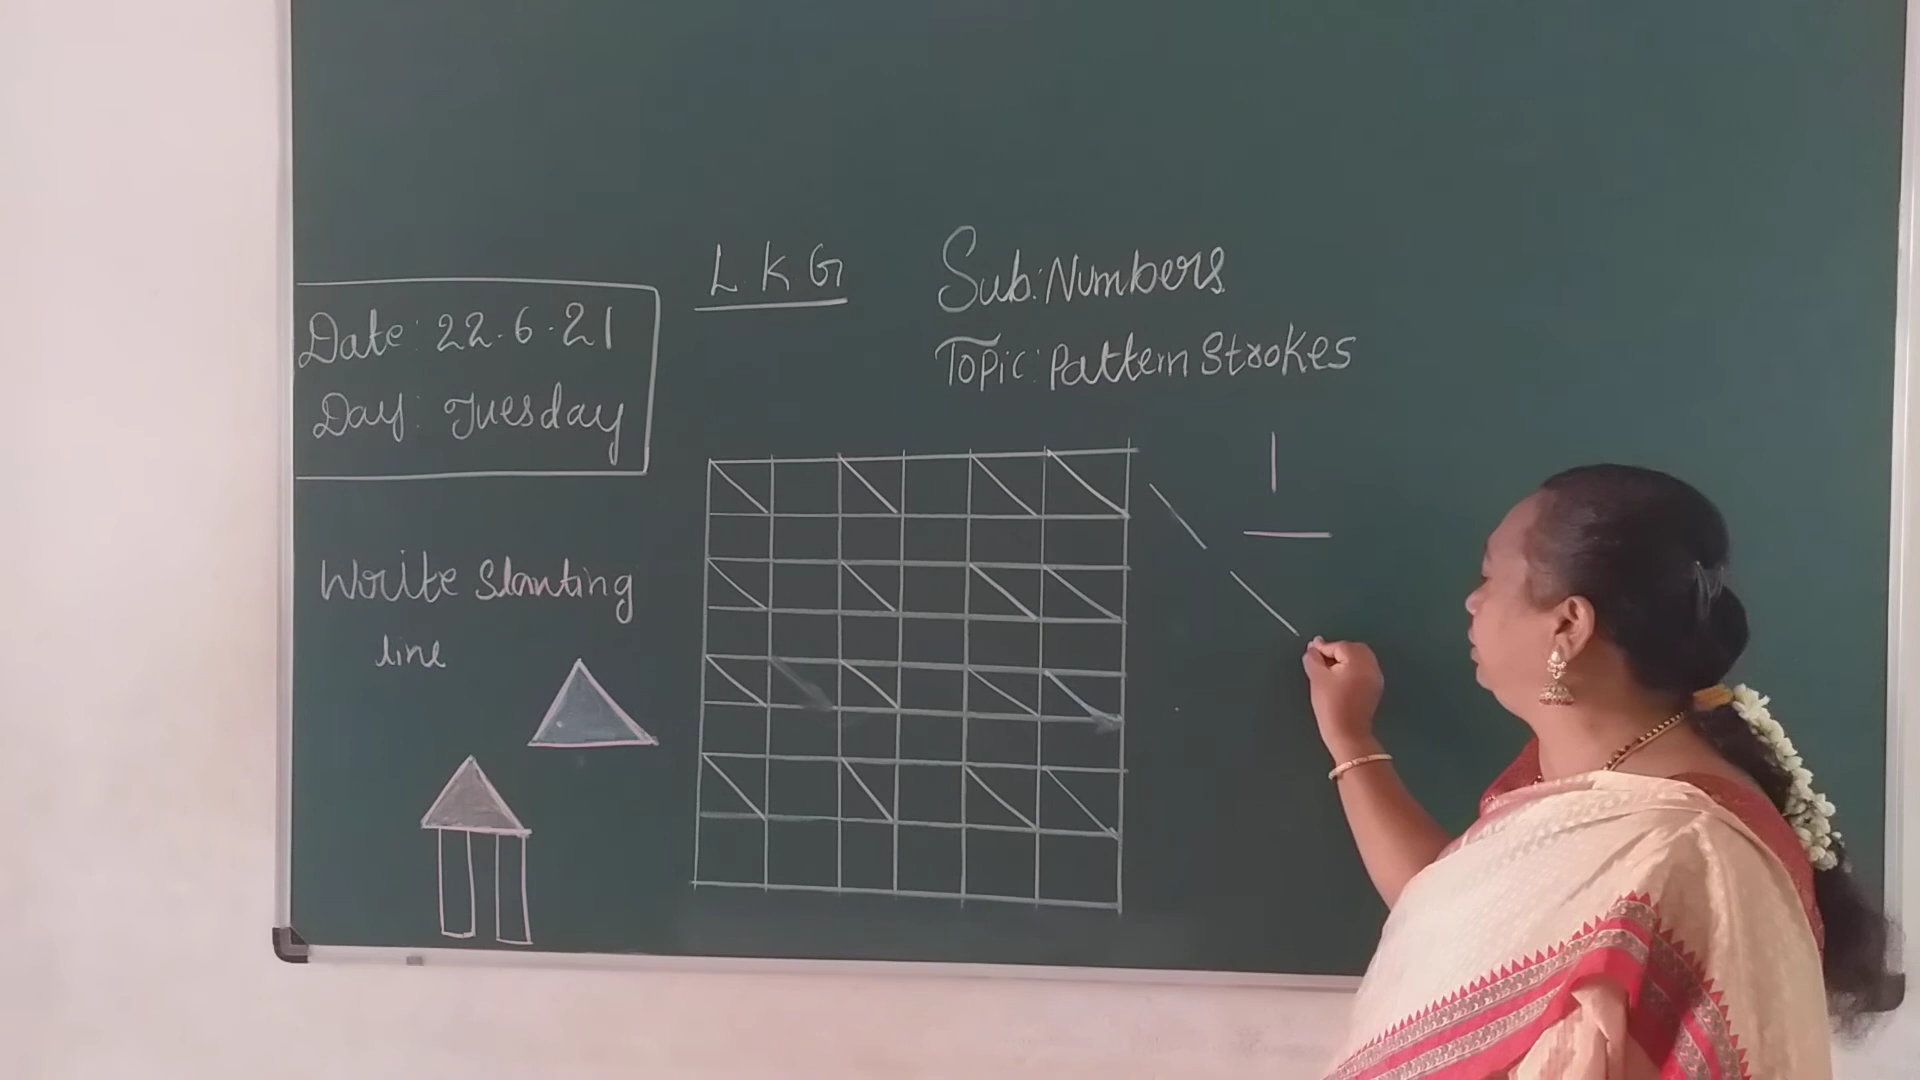 L K G
Sub: Numbers
Topic: Pattern Strokes
Date: 22.6.21
Day: Tuesday
Write Slanting
line